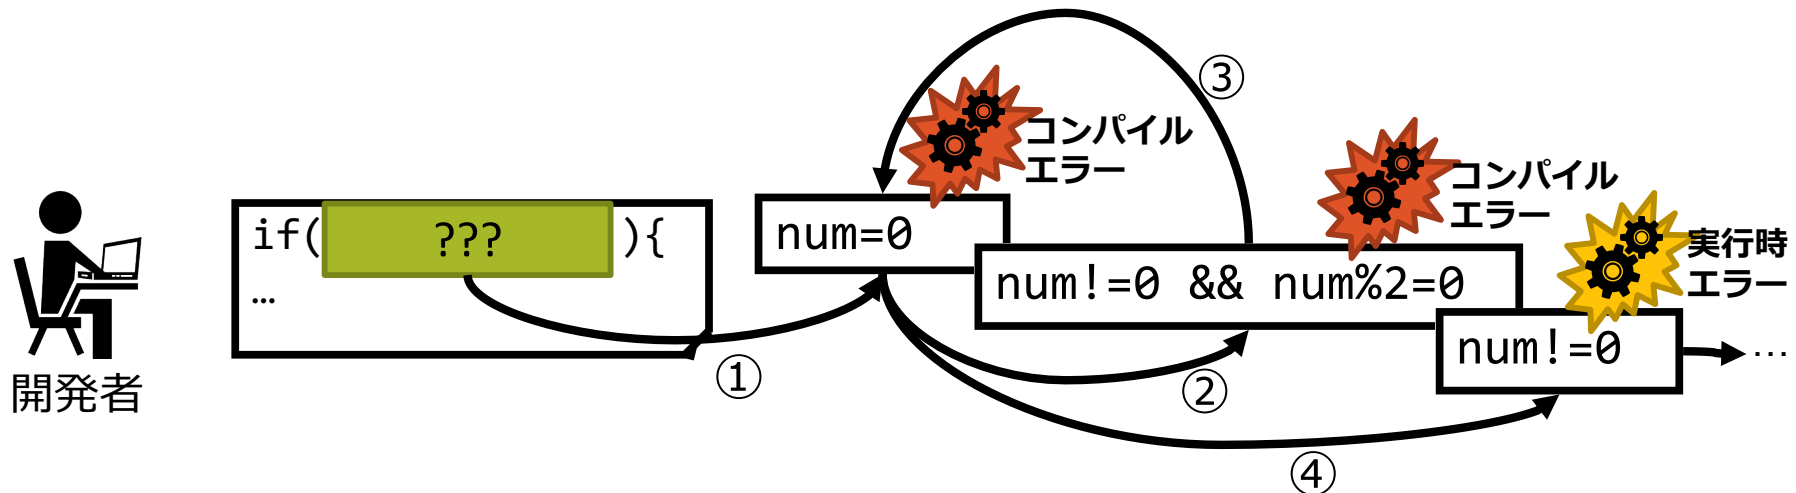 開発者
if( ??? ){
…
①
num=0
コンパイル
エラー
③
num!=0 && num%2=0
コンパイル
エラー
②
num!=0
実行時
エラー
④
…